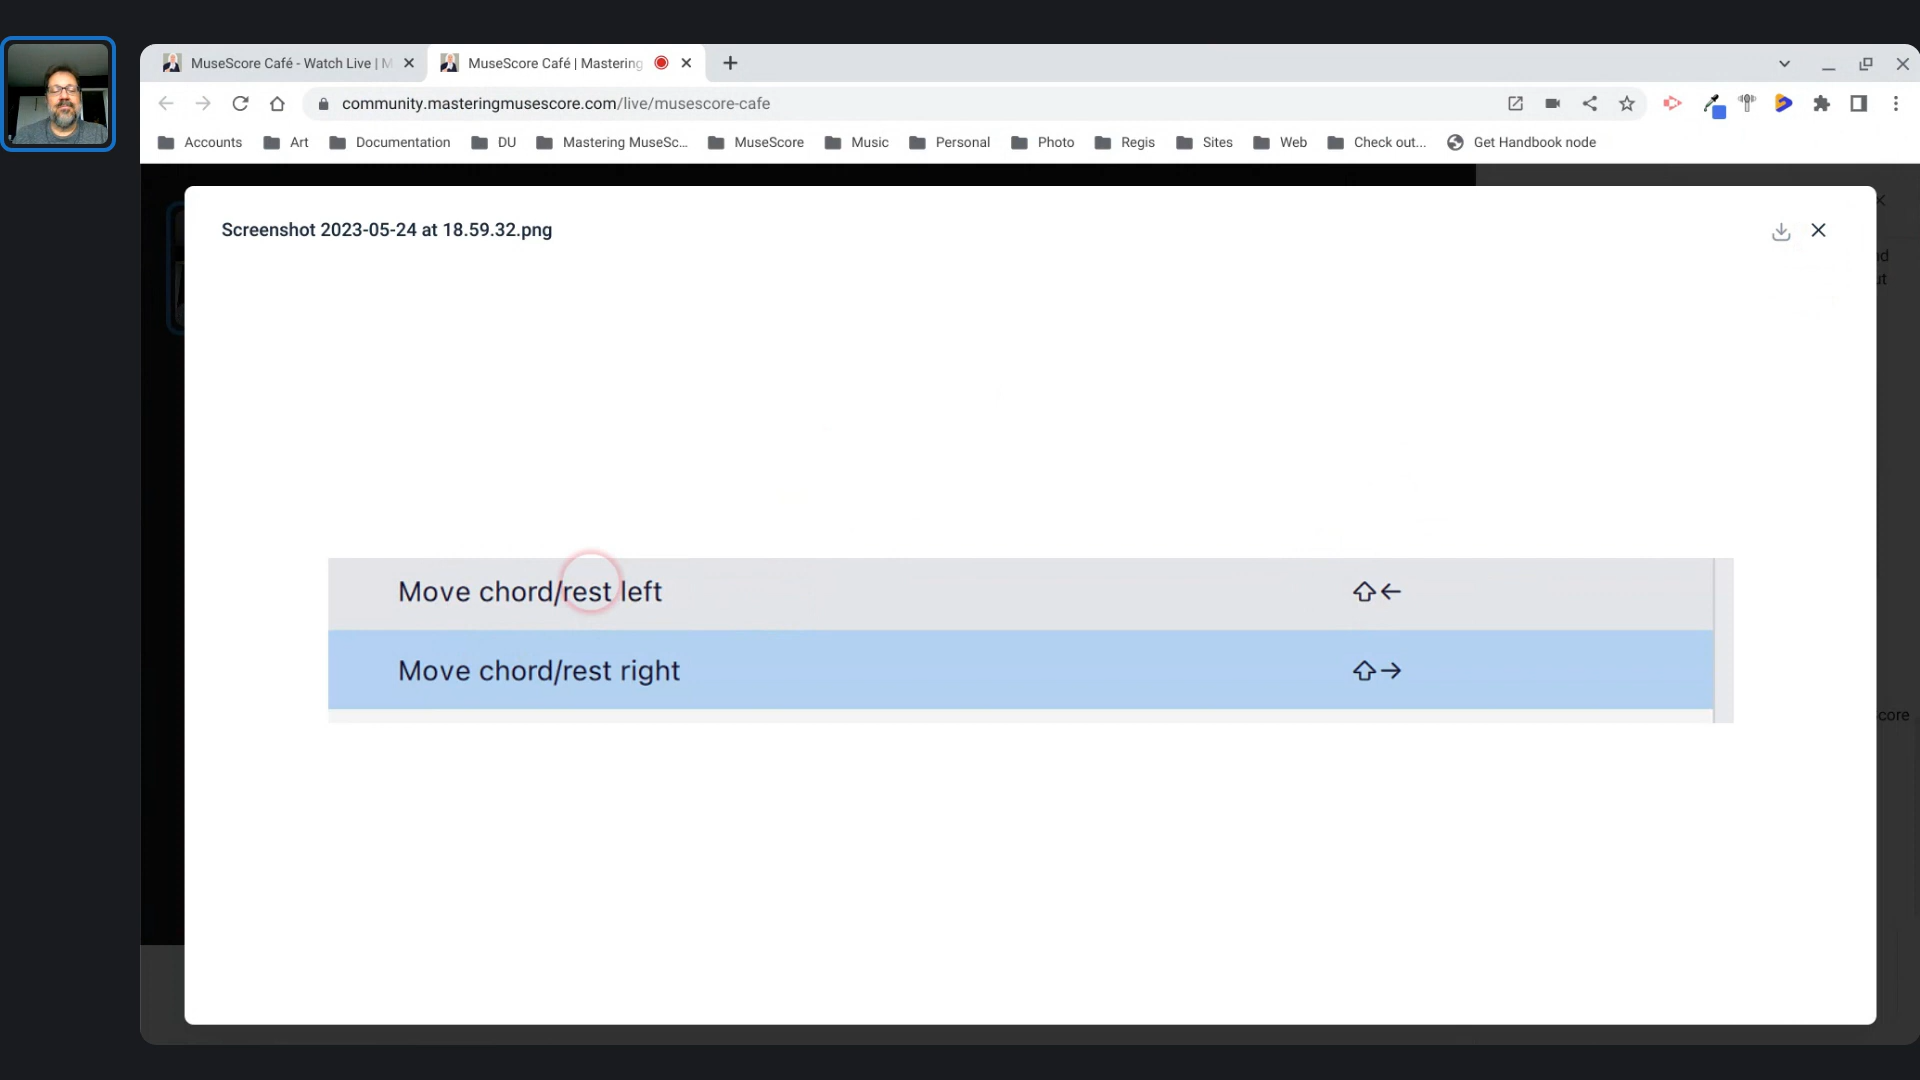 MuseScore Café - Watch Live | M
MuseScore Café | Mastering
community.masteringmusescore.com/live/musescore-cafe
Accounts
Art
Documentation
DU
Mastering MuseSc...
MuseScore
Music
Personal
Photo
Regis
Sites
Web
Check out...
Get Handbook node
Screenshot 2023-05-24 at 18.59.32.png
Move chord/rest left ⇧←
Move chord/rest right ⇧→